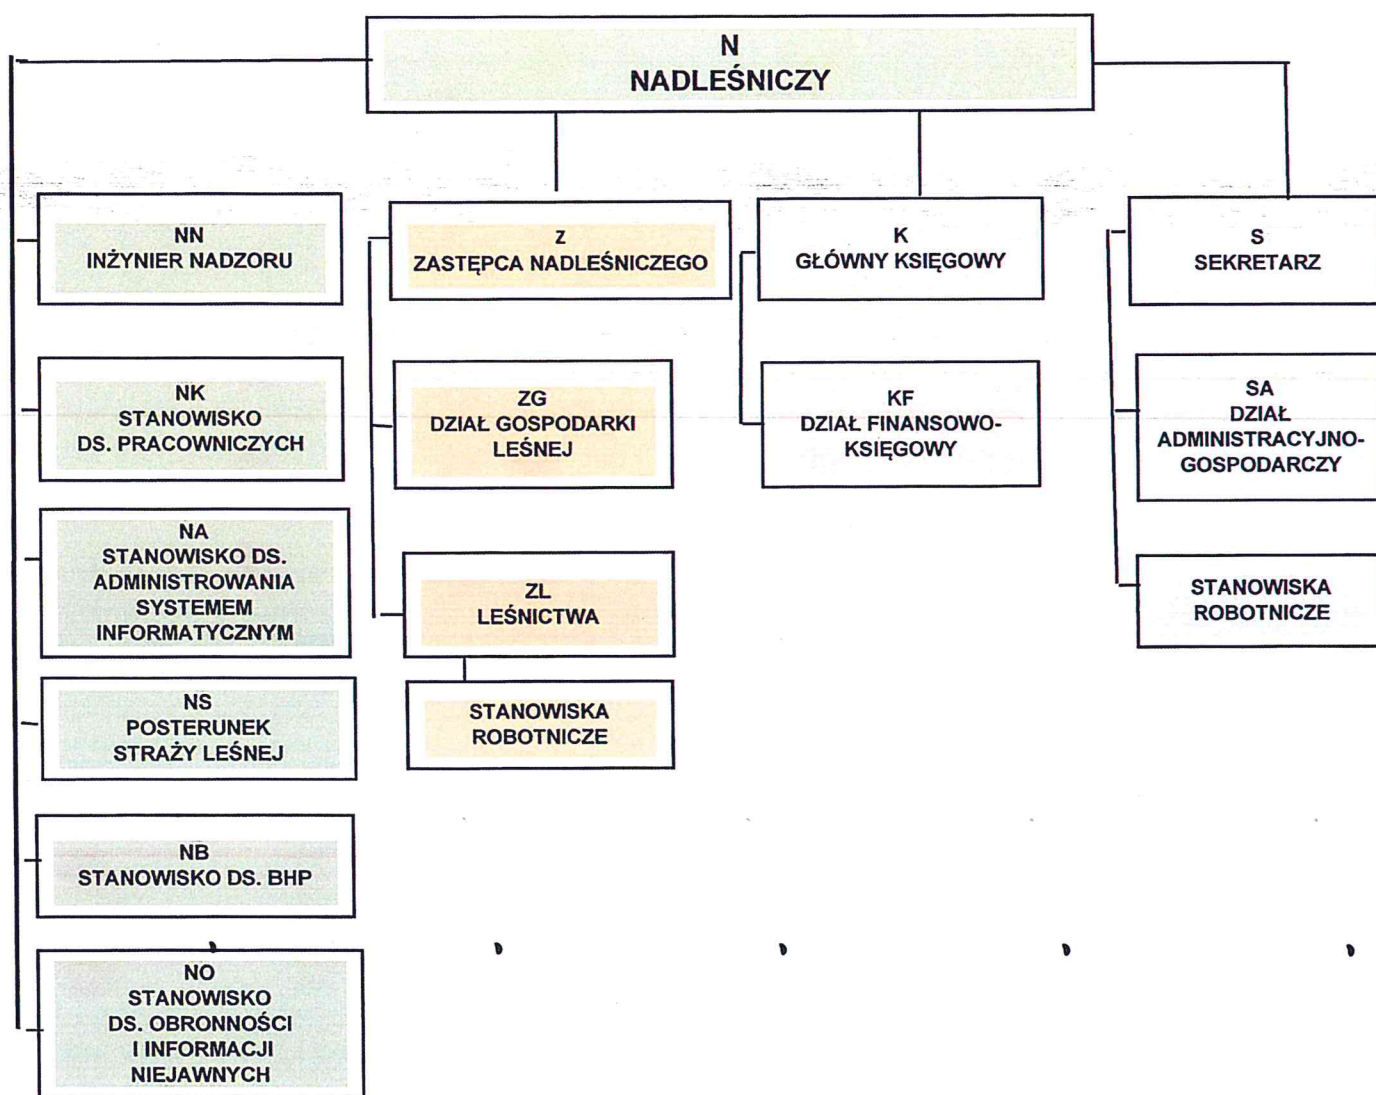 N
NADLEŚNICZY
NN
INŻYNIER NADZORU
NK
STANOWISKO
DS. PRACOWNICZYCH
NA
STANOWISKO DS.
ADMINISTROWANIA
SYSTEMEM
INFORMATYCZNYM
NS
POSTERUNEK
STRAŻY LEŚNEJ
NB
STANOWISKO DS. BHP
NO
STANOWISKO
DS. OBRONNOŚCI
I INFORMACJI
NIEJAWNYCH
Z
ZASTĘPCA NADLEŚNICZEGO
ZG
DZIAŁ GOSPODARKI
LEŚNEJ
ZL
LEŚNICTWA
STANOWISKA
ROBOTNICZE
K
GŁÓWNY KSIĘGOWY
KF
DZIAŁ FINANSOWO-
KSIĘGOWY
S
SEKRETARZ
SA
DZIAŁ
ADMINISTRACYJNO-
GOSPODARCZY
STANOWISKA
ROBOTNICZE